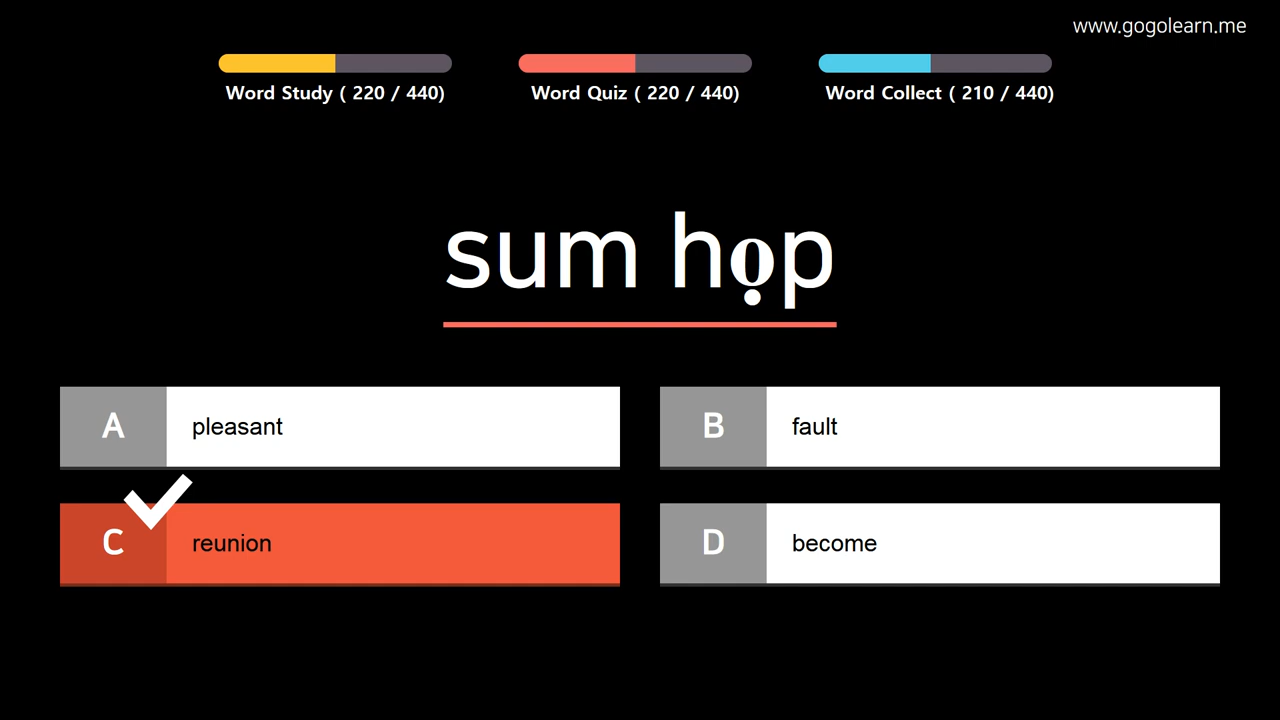 www.gogolearn.me
Word Study ( 220 / 440)
Word Quiz ( 220 / 440)
Word Collect ( 210 / 440)
sum họp
A pleasant
B fault
C reunion
D become